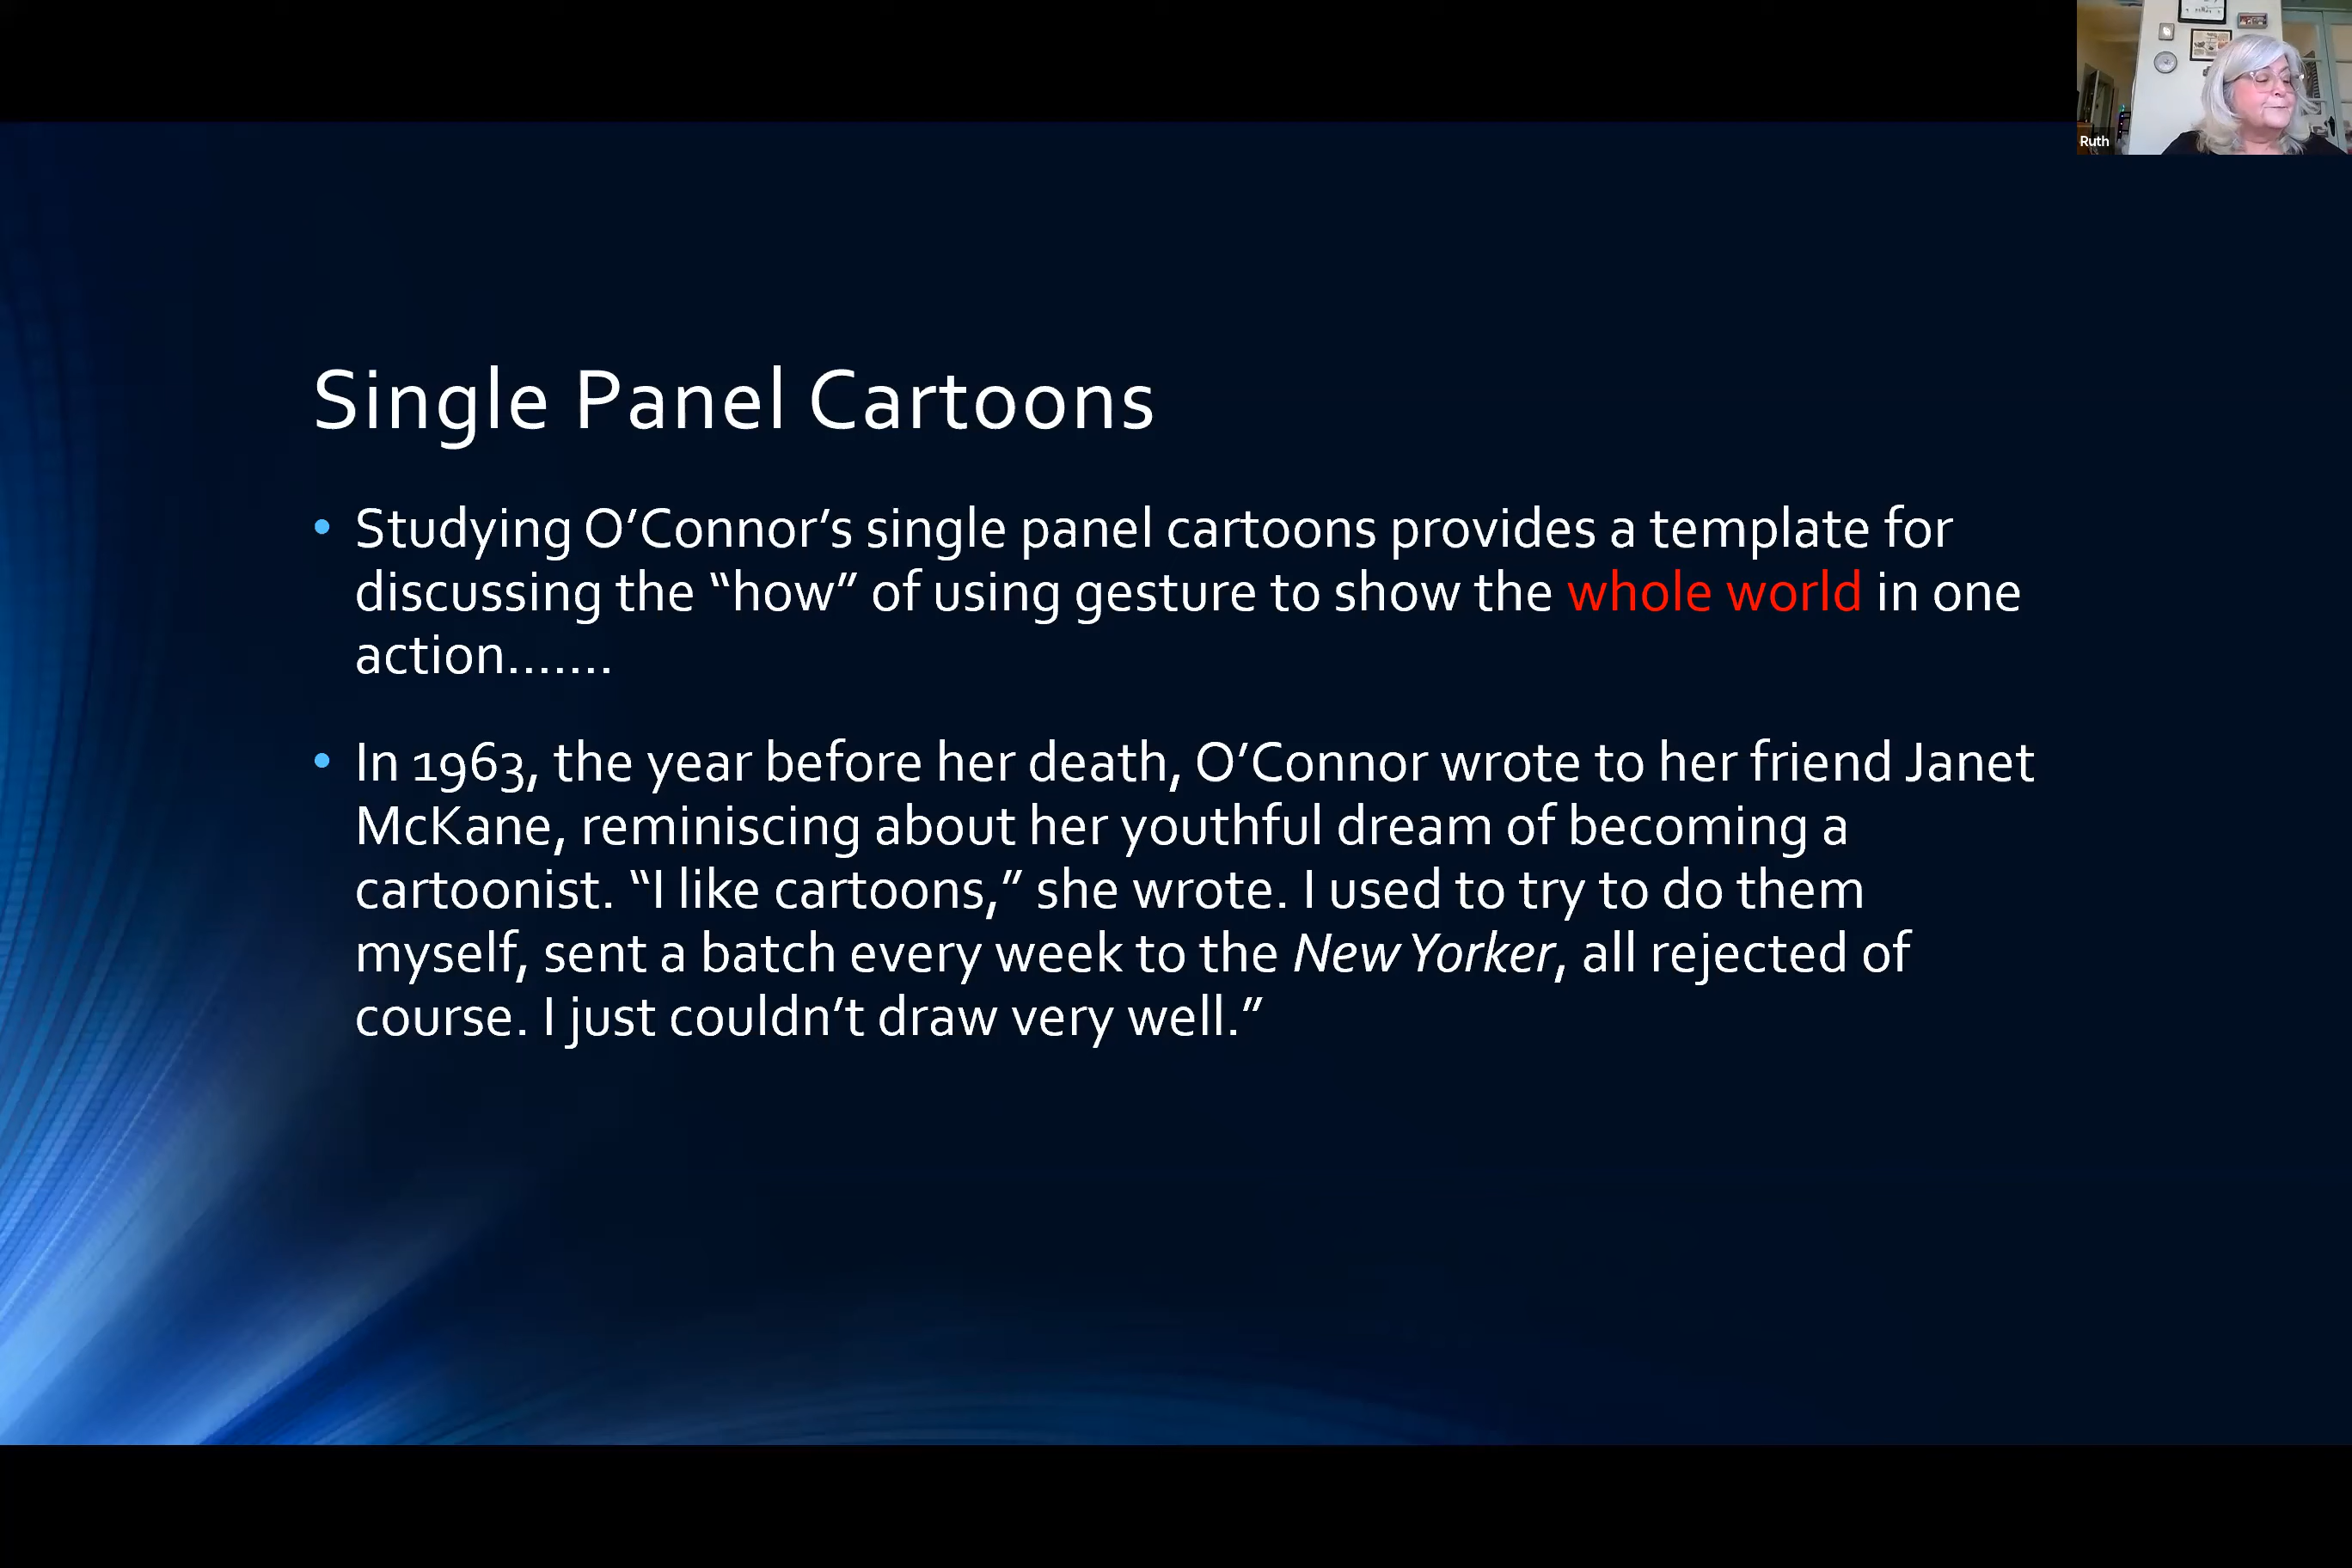 Ruth
Single Panel Cartoons
• Studying O’Connor’s single panel cartoons provides a template for
discussing the “how” of using gesture to show the whole world in one
action.......
• In 1963, the year before her death, O’Connor wrote to her friend Janet
McKane, reminiscing about her youthful dream of becoming a
cartoonist. “I like cartoons,” she wrote. I used to try to do them
myself, sent a batch every week to the New Yorker, all rejected of
course. I just couldn’t draw very well.”